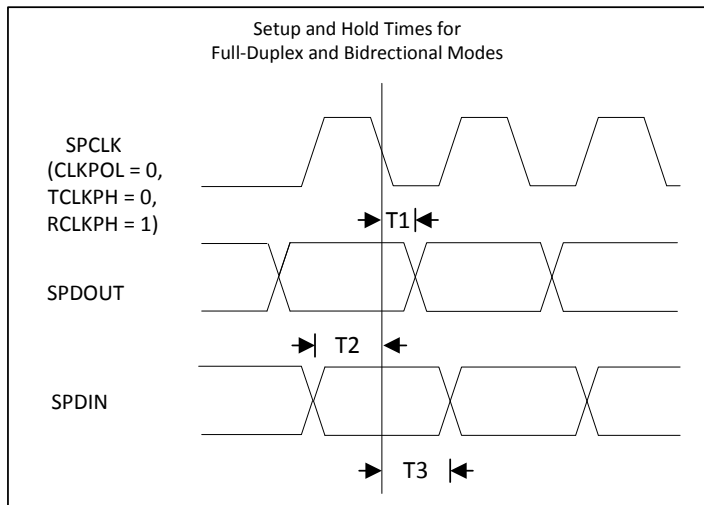 Setup and Hold Times for
Full-Duplex and Bidrectional Modes
SPCLK
(CLKPOL = 0,
TCLKPH = 0,
RCLKPH = 1)
T1
SPDOUT
T2
SPDIN
T3